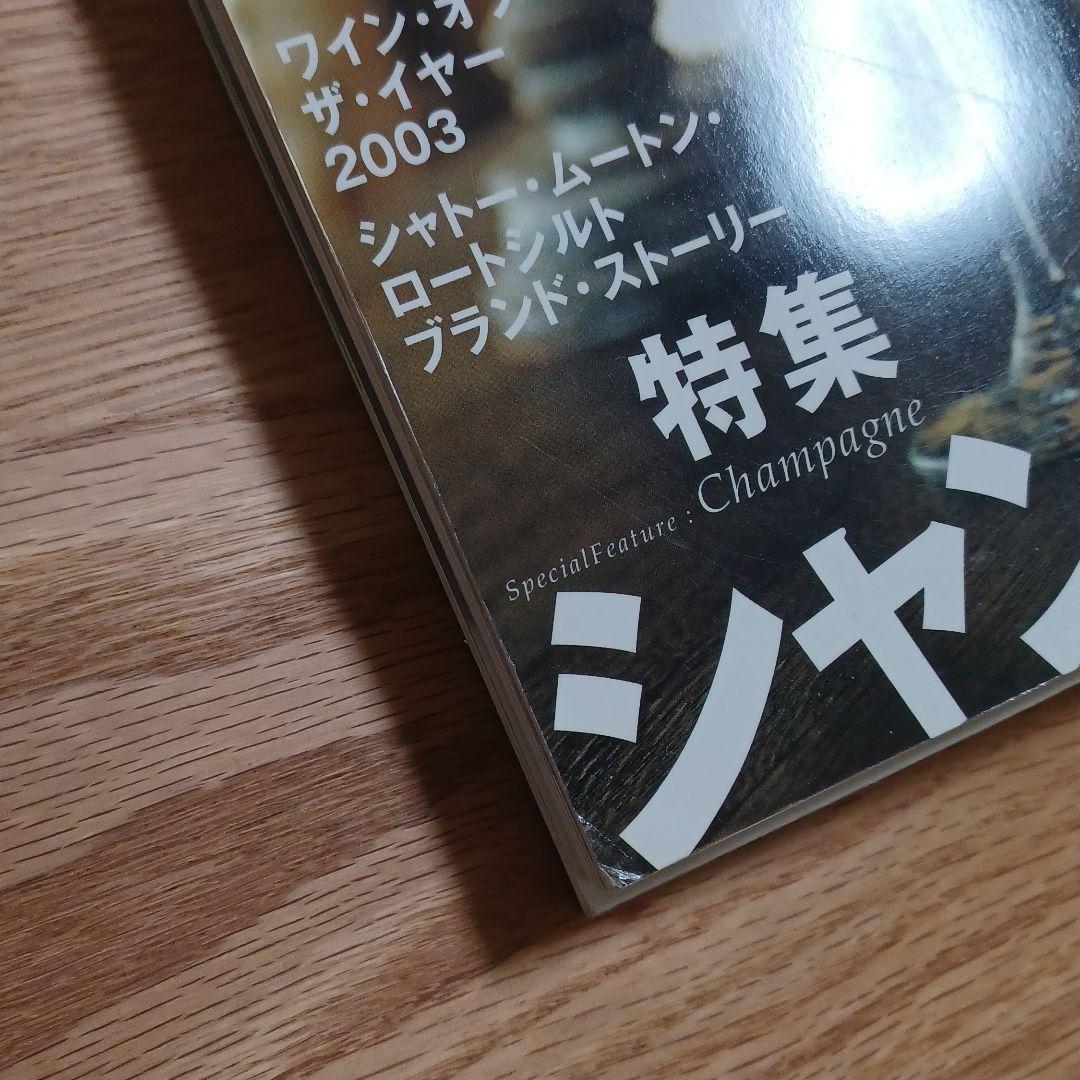 ワイン・オブ
ザ・イヤー
2003
シャトー・ムートン・
ロートシルト
ブランド・ストーリー
特集
SpecialFeature : Champagne
シャン